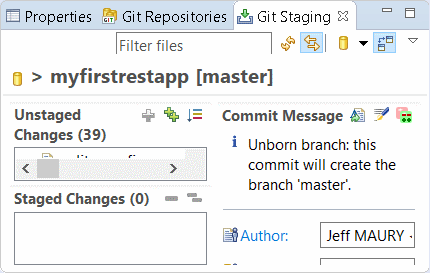 Properties Git Repositories Git Staging
Filter files
> myfirstrestapp [master]
Unstaged Changes (39)
Staged Changes (0)
Commit Message
Unborn branch: this
commit will create the
branch 'master'.
Author: Jeff MAURY